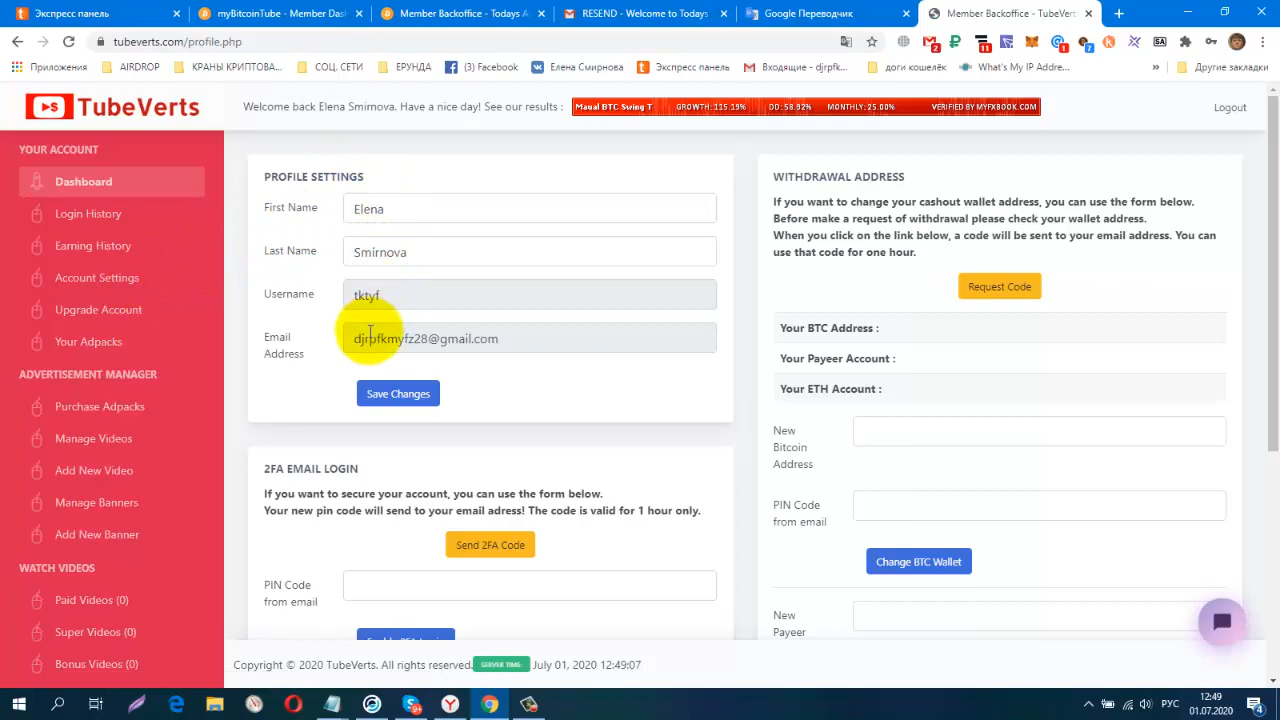 Express
myBitcoinTube - Bitcoin
Member Backoffice - Today A
RESEND - Welcome to Todays
Google Переводчик
Member Backoffice - TubeVert
tubeverts.com/profile.php
Приложения
AIRDROP
КРАНЫ КРИПТОВА...
СОЦ. СЕТИ
ЕРУНДА
(3) Facebook
Елена Смирнова
Экспресс панель
Входящие - djrpfk...
доги кошелёк
What's My IP Addre...
»
Другие закладки
TubeVerts
Welcome back Elena Smirnova. Have a nice day! See our results :
Maual BTC Swing T GROWTH: 115.19% DD: 58.92% MONTHLY: 25.00% VERIFIED BY MYFXBOOK.COM
Logout
YOUR ACCOUNT
Dashboard
Login History
Earning History
Account Settings
Upgrade Account
Your Adpacks
ADVERTISEMENT MANAGER
Purchase Adpacks
Manage Videos
Add New Video
Manage Banners
Add New Banner
WATCH VIDEOS
Paid Videos (0)
Super Videos (0)
Bonus Videos (0)
PROFILE SETTINGS
First Name
Elena
Last Name
Smirnova
Username
tktyf
Email
Address
djrpfkmyfz28@gmail.com
Save Changes
2FA EMAIL LOGIN
If you want to secure your account, you can use the form below.
Your new pin code will send to your email adress! The code is valid for 1 hour only.
Send 2FA Code
PIN Code
from email
WITHDRAWAL ADDRESS
If you want to change your cashout wallet address, you can use the form below.
Before make a request of withdrawal please check your wallet address.
When you click on the link below, a code will be sent to your email address. You can
use that code for one hour.
Request Code
Your BTC Address :
Your Payeer Account :
Your ETH Account :
New
Bitcoin
Address
PIN Code
from email
Change BTC Wallet
New
Payeer
Copyright © 2020 TubeVerts. All rights reserved.
SERVER TIME:
July 01, 2020 12:49:07
РУС
12:49
01.07.2020